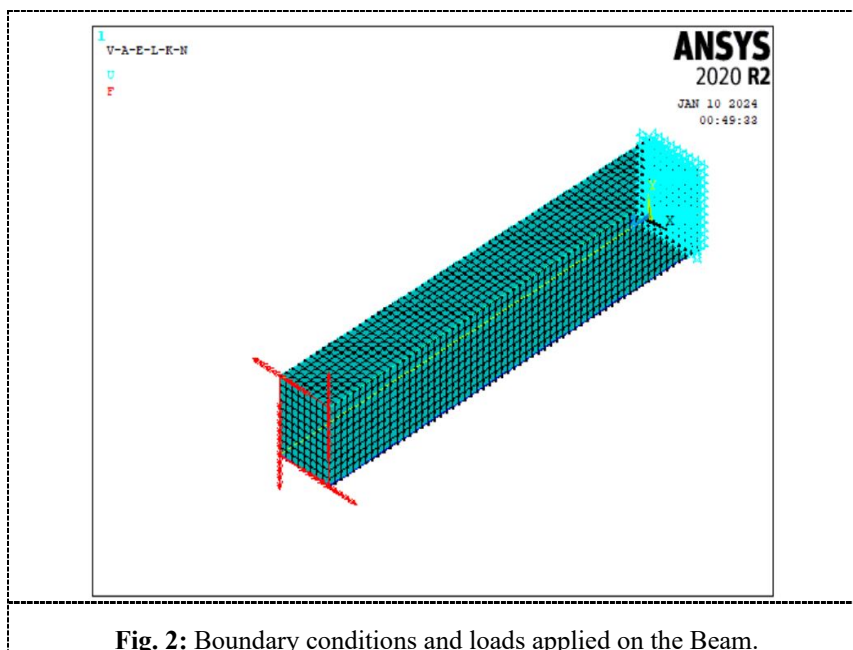 1
V-A-E-L-K-N
U
F
ANSYS
2020 R2
JAN 10 2024
00:49:33
Y
X
Fig. 2: Boundary conditions and loads applied on the Beam.